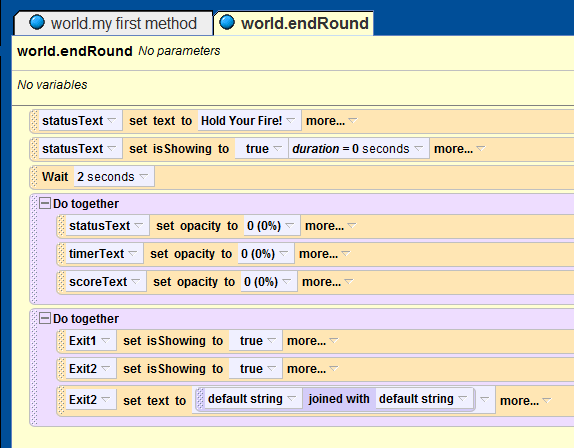 world.my first method world.endRound
world.endRound No parameters
No variables
statusText set text to Hold Your Fire! more...
statusText set isShowing to true duration = 0 seconds more...
Wait 2 seconds
Do together
statusText set opacity to 0 (0%) more...
timerText set opacity to 0 (0%) more...
scoreText set opacity to 0 (0%) more...
Do together
Exit1 set isShowing to true more...
Exit2 set isShowing to true more...
Exit2 set text to default string joined with default string more...